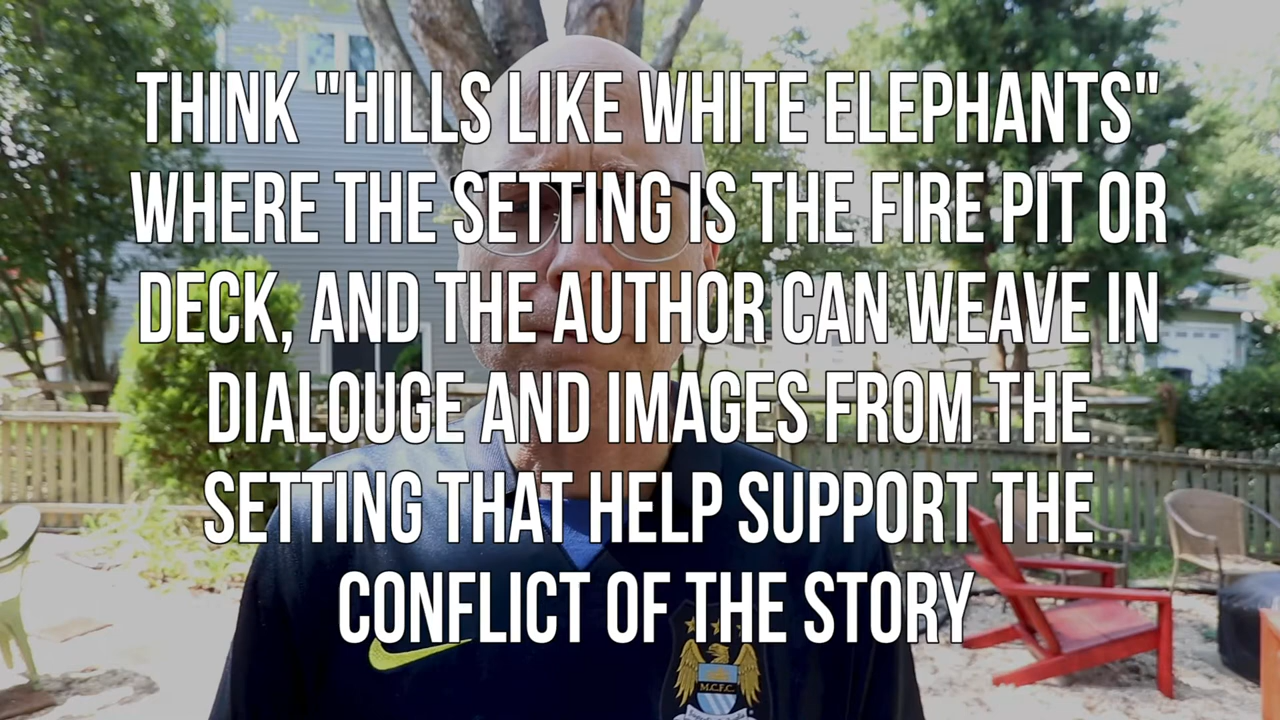 THINK "HILLS LIKE WHITE ELEPHANTS"
WHERE THE SETTING IS THE FIRE PIT OR
DECK, AND THE AUTHOR CAN WEAVE IN
DIALOUGE AND IMAGES FROM THE
SETTING THAT HELP SUPPORT THE
CONFLICT OF THE STORY
M.C.F.C.